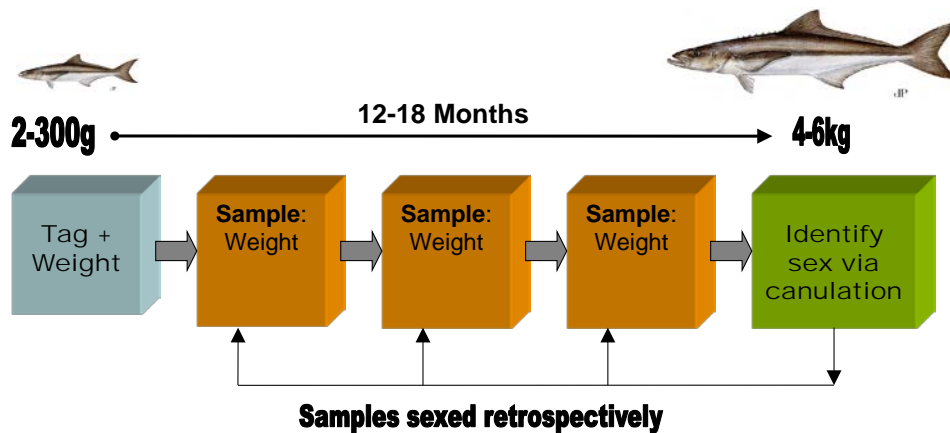 12-18 Months
2-300g
4-6kg
Tag +
Weight
Sample:
Weight
Sample:
Weight
Sample:
Weight
Identify
sex via
canulation
Samples sexed retrospectively